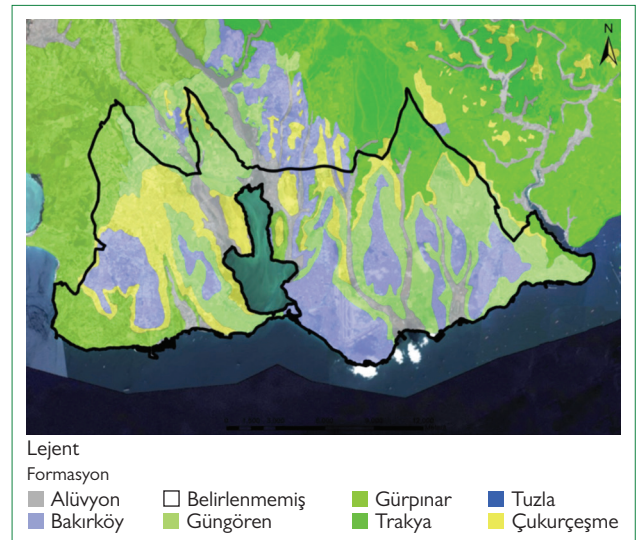 N
Lejent
Formasyon
Alüvyon Belirlenmemiş Gürpınar Tuzla
Bakırköy Güngören Trakya Çukurçeşme